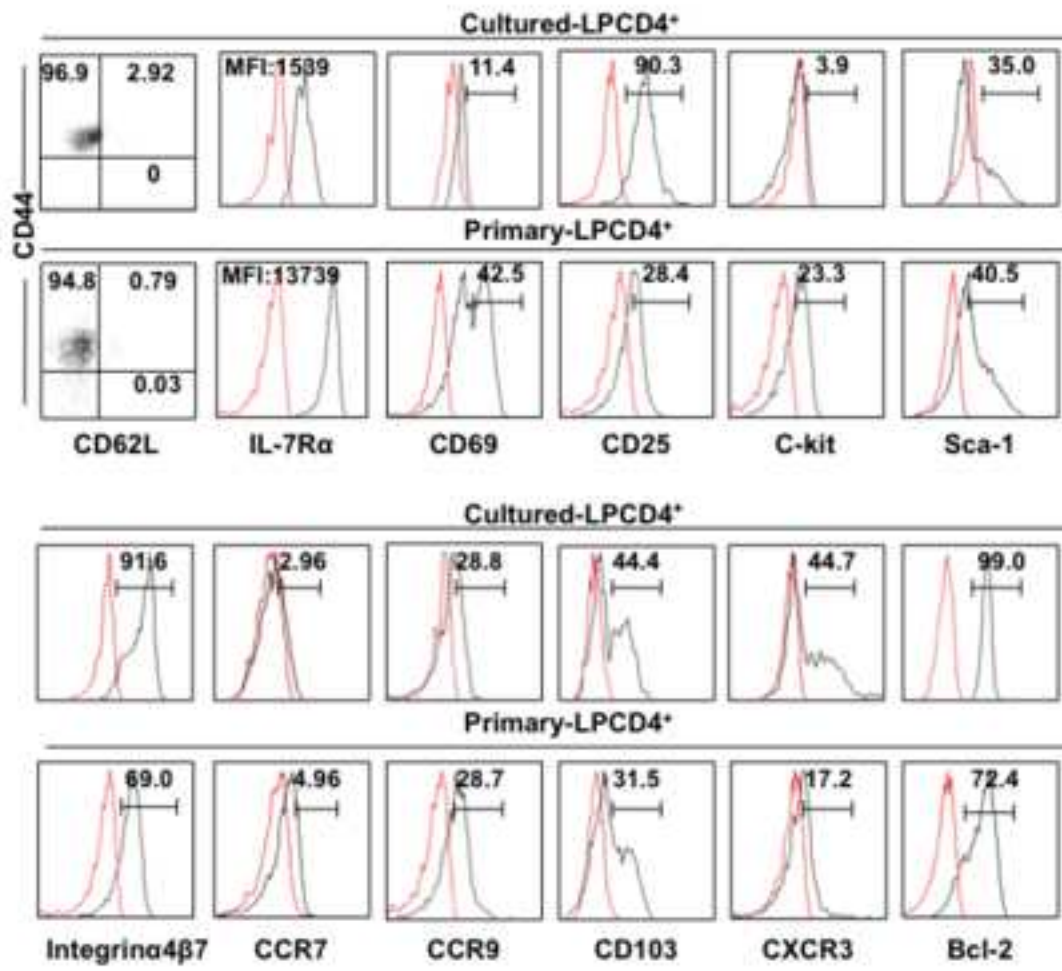 Cultured-LPCD4⁺
96.9 2.92 MFI:1539 11.4 90.3 3.9 35.0
0
CD44
Primary-LPCD4⁺
94.8 0.79 MFI:13739 42.5 28.4 23.3 40.5
0.03
CD62L IL-7Rα CD69 CD25 C-kit Sca-1
Cultured-LPCD4⁺
91.6 2.96 28.8 44.4 44.7 99.0
Primary-LPCD4⁺
69.0 4.96 28.7 31.5 17.2 72.4
Integrinα4β7 CCR7 CCR9 CD103 CXCR3 Bcl-2